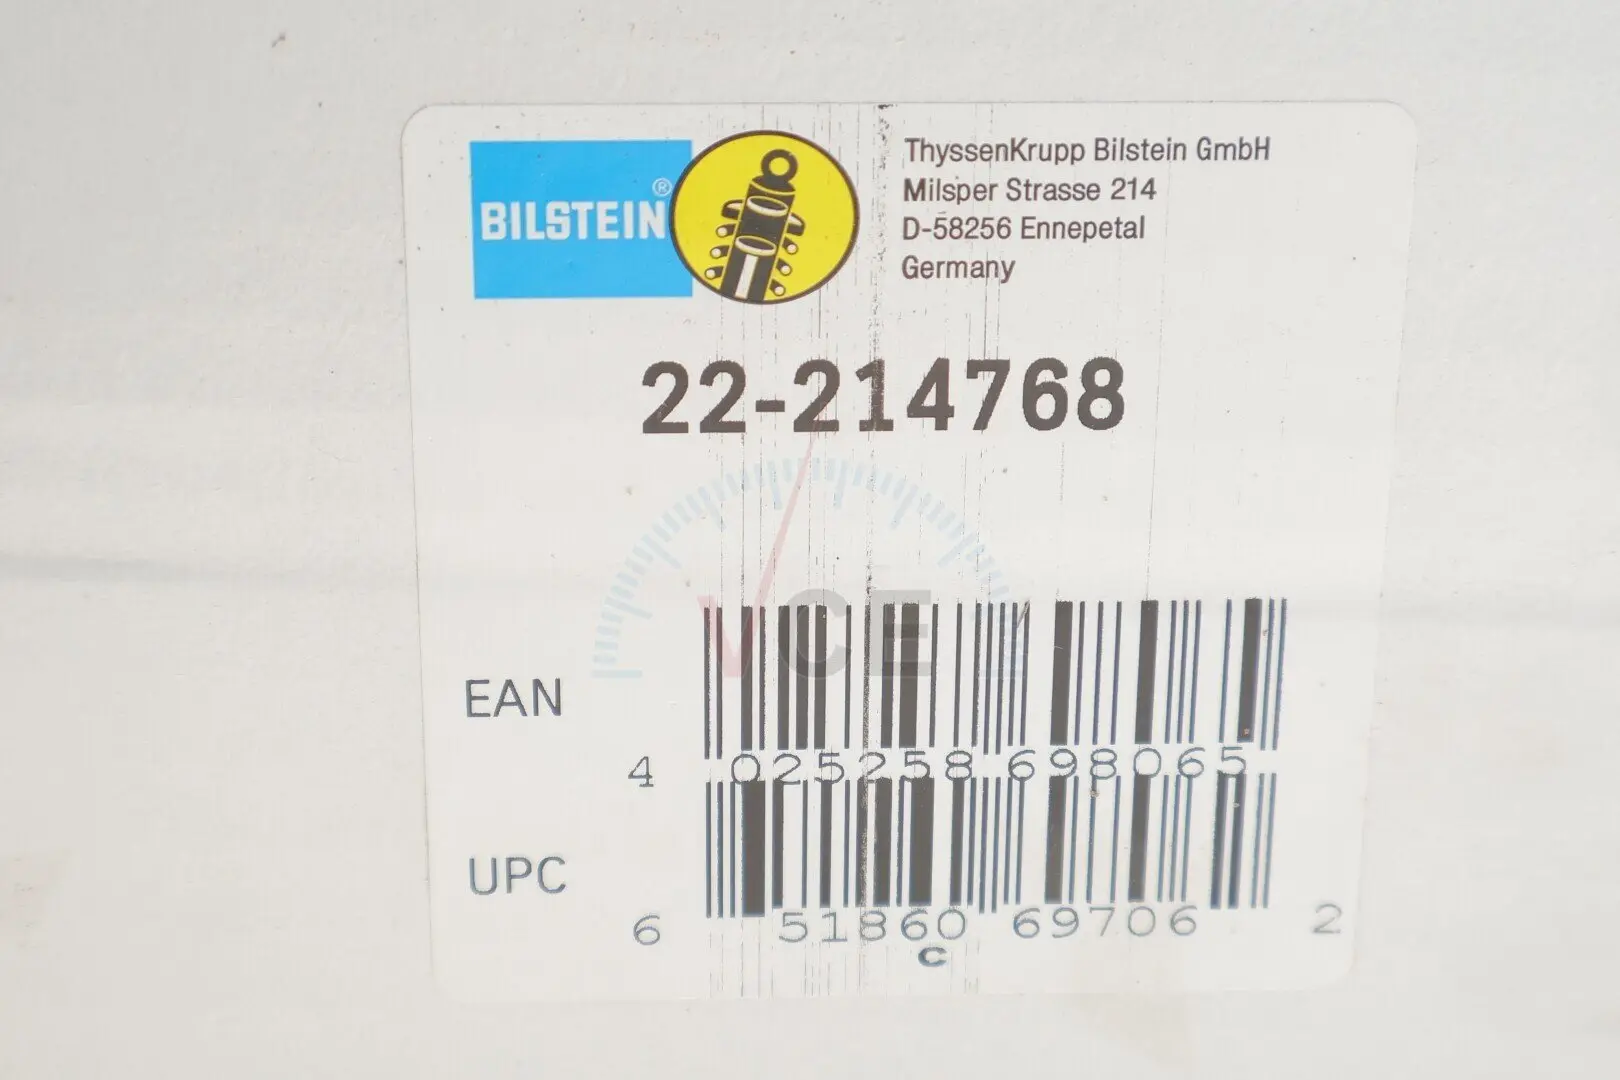 BILSTEIN®
ThyssenKrupp Bilstein GmbH
Milsper Strasse 214
D-58256 Ennepetal
Germany
22-214768
VCE
EAN
4 025258 698065
UPC
6 51860 69706 2
C